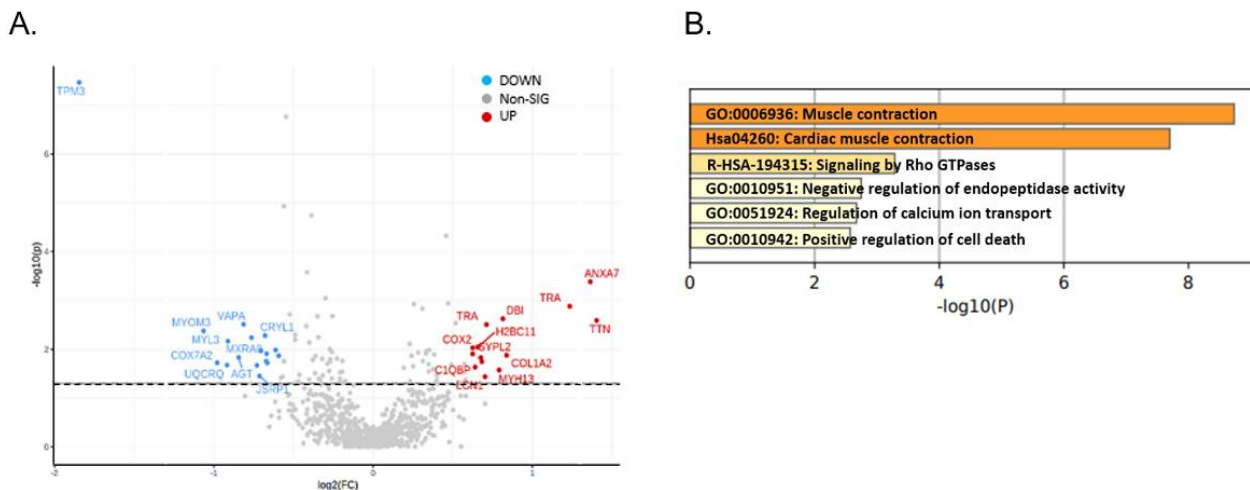 A.
B.
DOWN
Non-SIG
UP
TPM3
ANXA7
TRA
TTN
DBI
TRA
H2BC11
COX2
SYPL2
COL1A2
C1QBP
MYH13
LCN1
VAPA
MYOM3
CRYL1
MYL3
MXRA8
COX7A2
UQCRQ
AGT
JSRP1
6
4
2
0
-log10(p)
-2
-1
0
1
log2(FC)
GO:0006936: Muscle contraction
Hsa04260: Cardiac muscle contraction
R-HSA-194315: Signaling by Rho GTPases
GO:0010951: Negative regulation of endopeptidase activity
GO:0051924: Regulation of calcium ion transport
GO:0010942: Positive regulation of cell death
0 2 4 6 8
-log10(P)